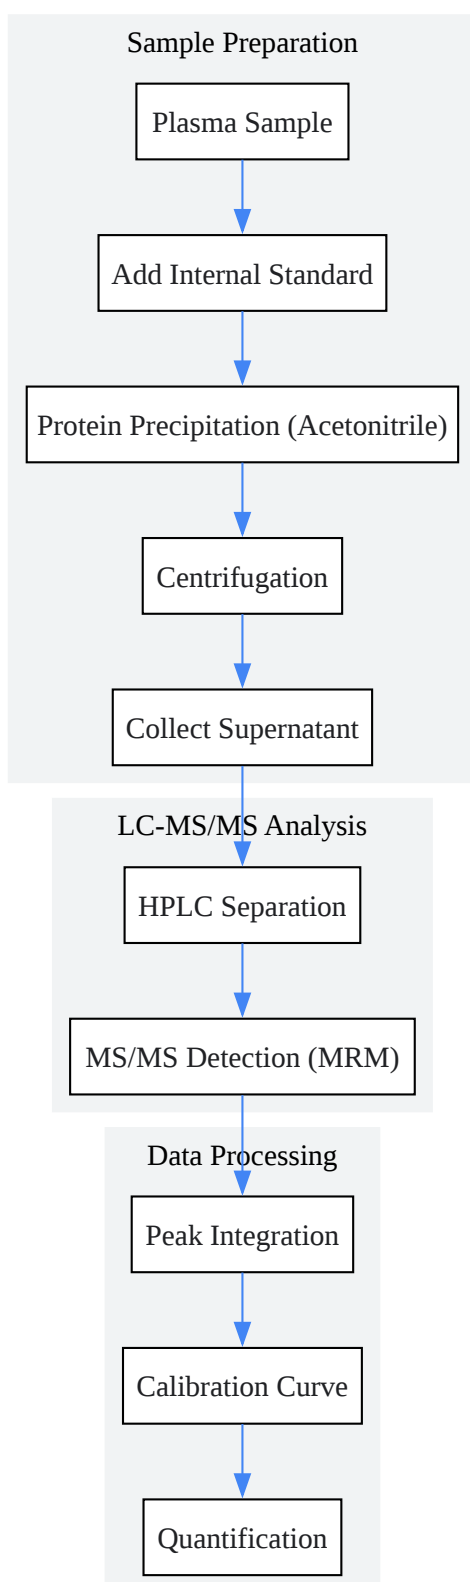 Sample Preparation
Plasma Sample
Add Internal Standard
Protein Precipitation (Acetonitrile)
Centrifugation
Collect Supernatant
LC-MS/MS Analysis
HPLC Separation
MS/MS Detection (MRM)
Data Processing
Peak Integration
Calibration Curve
Quantification